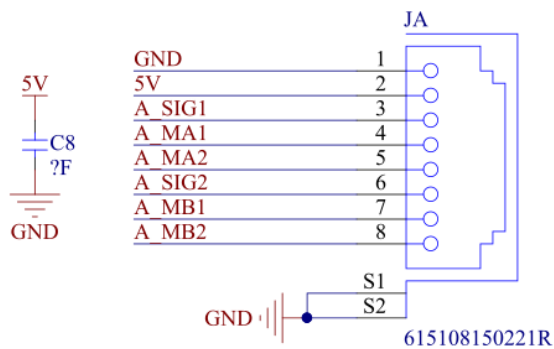 JA
GND 1
5V 2
A_SIG1 3
A_MA1 4
A_MA2 5
A_SIG2 6
A_MB1 7
A_MB2 8
5V
C8
?F
GND
S1
S2
GND
615108150221R